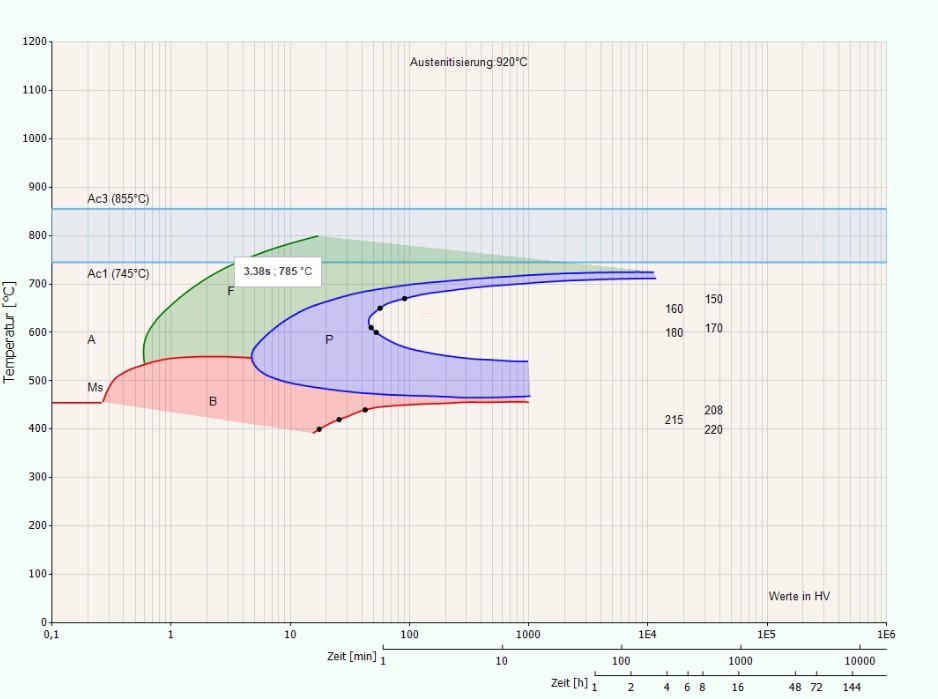 1200
Austenitisierung:920°C
1100
1000
900
Ac3 (855°C)
800
Ac1 (745°C)
3.38s ; 785 °C
700
F
150
160
Temperatur [°C]
600
A
P
180
170
500
Ms
B
208
215
400
220
300
200
100
Werte in HV
0
0,1 1 10 100 1000 1E4 1E5 1E6
Zeit [min] 1 10 100 1000 10000
Zeit [h] 1 2 4 6 8 16 48 72 144